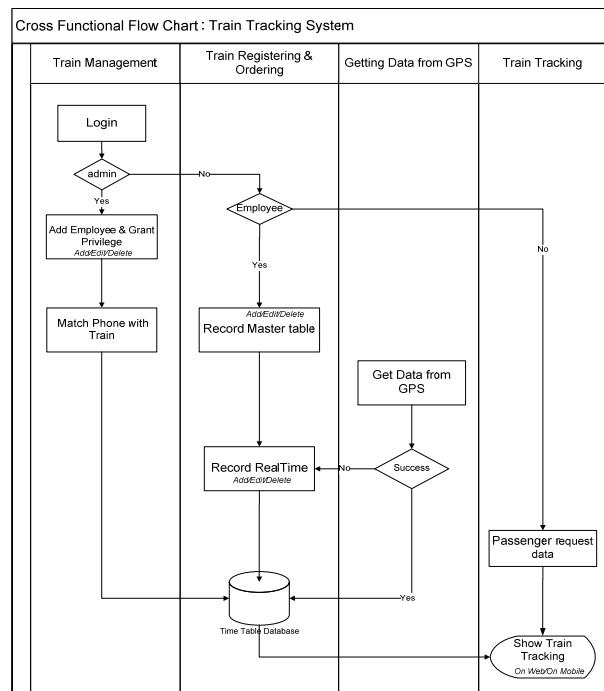 Cross Functional Flow Chart : Train Tracking System
Train Management
Train Registering &
Ordering
Getting Data from GPS
Train Tracking
Login
admin
No
Yes
Employee
Add Employee & Grant
Privilege
Add/Edit/Delete
No
Yes
Match Phone with
Train
Add/Edit/Delete
Record Master table
Get Data from
GPS
Record RealTime
Add/Edit/Delete
No
Success
Passenger request
data
Yes
Time Table Database
Show Train
Tracking
On Web/On Mobile